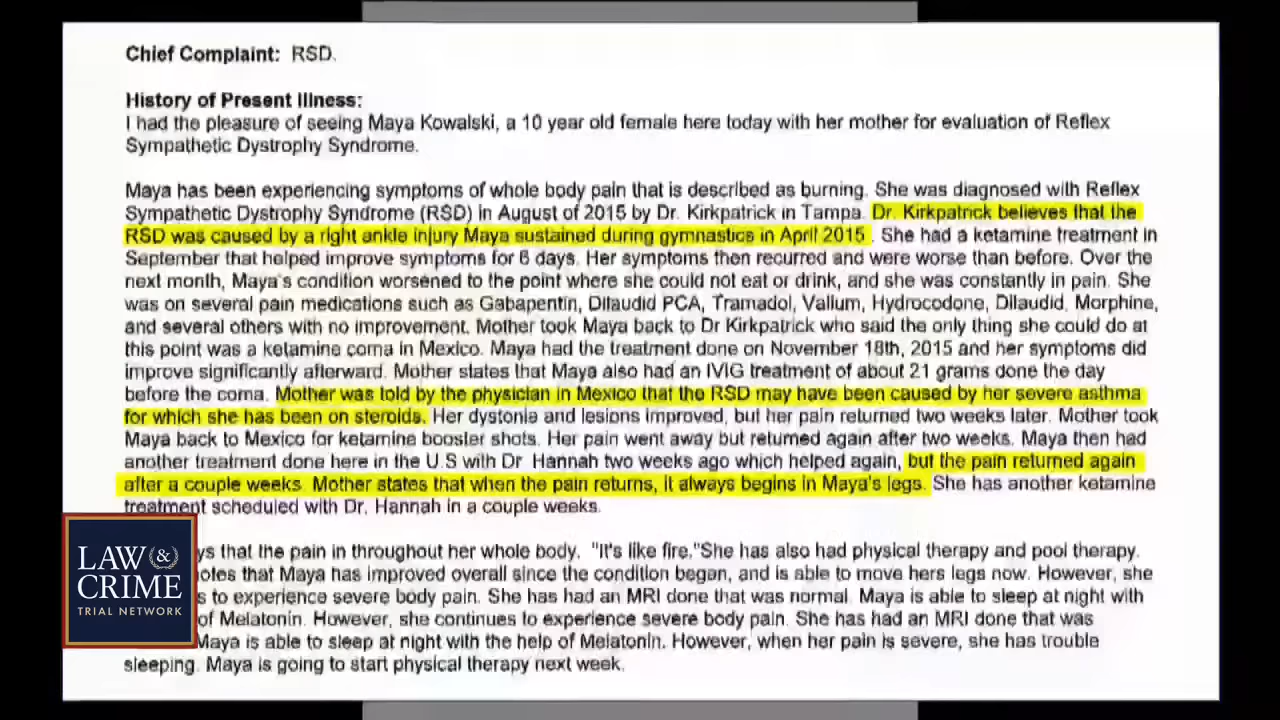 Chief Complaint: RSD.
History of Present Illness:
I had the pleasure of seeing Maya Kowalski, a 10 year old female here today with her mother for evaluation of Reflex
Sympathetic Dystrophy Syndrome.
Maya has been experiencing symptoms of whole body pain that is described as burning. She was diagnosed with Reflex
Sympathetic Dystrophy Syndrome (RSD) in August of 2015 by Dr. Kirkpatrick in Tampa. Dr. Kirkpatrick believes that the
RSD was caused by a right ankle injury Maya sustained during gymnastics in April 2015 . She had a ketamine treatment in
September that helped improve symptoms for 6 days. Her symptoms then recurred and were worse than before. Over the
next month, Maya's condition worsened to the point where she could not eat or drink, and she was constantly in pain. She
was on several pain medications such as Gabapentin, Dilaudid PCA, Tramadol, Valium, Hydrocodone, Dilaudid, Morphine,
and several others with no improvement. Mother took Maya back to Dr Kirkpatrick who said the only thing she could do at
this point was a ketamine coma in Mexico. Maya had the treatment done on November 18th, 2015 and her symptoms did
improve significantly afterward. Mother states that Maya also had an IVIG treatment of about 21 grams done the day
before the coma. Mother was told by the physician in Mexico that the RSD may have been caused by her severe asthma
for which she has been on steroids. Her dystonia and lesions improved, but her pain returned two weeks later. Mother took
Maya back to Mexico for ketamine booster shots. Her pain went away but returned again after two weeks. Maya then had
another treatment done here in the U.S with Dr. Hannah two weeks ago which helped again, but the pain returned again
after a couple weeks. Mother states that when the pain returns, it always begins in Maya's legs. She has another ketamine
treatment scheduled with Dr. Hannah in a couple weeks.
ys that the pain in throughout her whole body. "It's like fire."She has also had physical therapy and pool therapy.
otes that Maya has improved overall since the condition began, and is able to move hers legs now. However, she
s to experience severe body pain. She has had an MRI done that was normal. Maya is able to sleep at night with
of Melatonin. However, she continues to experience severe body pain. She has had an MRI done that was
Maya is able to sleep at night with the help of Melatonin. However, when her pain is severe, she has trouble
sleeping. Maya is going to start physical therapy next week.
LAW &
CRIME
TRIAL NETWORK